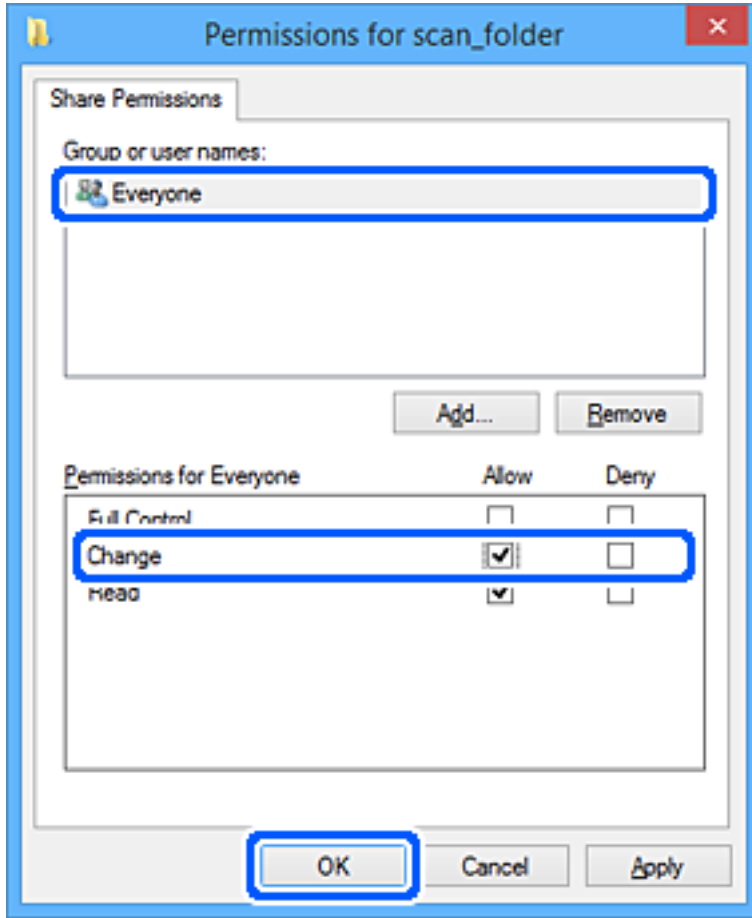 Permissions for scan_folder
Share Permissions
Group or user names:
Everyone
Add... Remove
Permissions for Everyone Allow Deny
Full Control
Change
Read
OK Cancel Apply